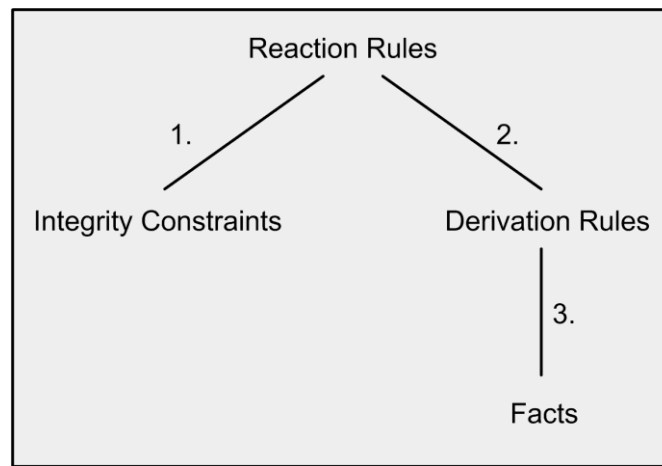 Reaction Rules
1.
2.
Integrity Constraints
Derivation Rules
3.
Facts